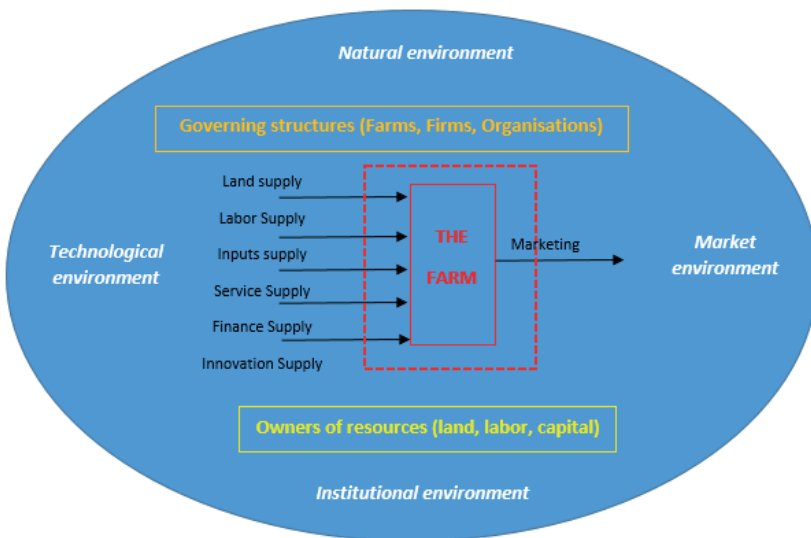 Natural environment
Governing structures (Farms, Firms, Organisations)
Land supply
Labor Supply
Inputs supply
Service Supply
Finance Supply
Innovation Supply
Technological
environment
THE
FARM
Marketing
Market
environment
Owners of resources (land, labor, capital)
Institutional environment